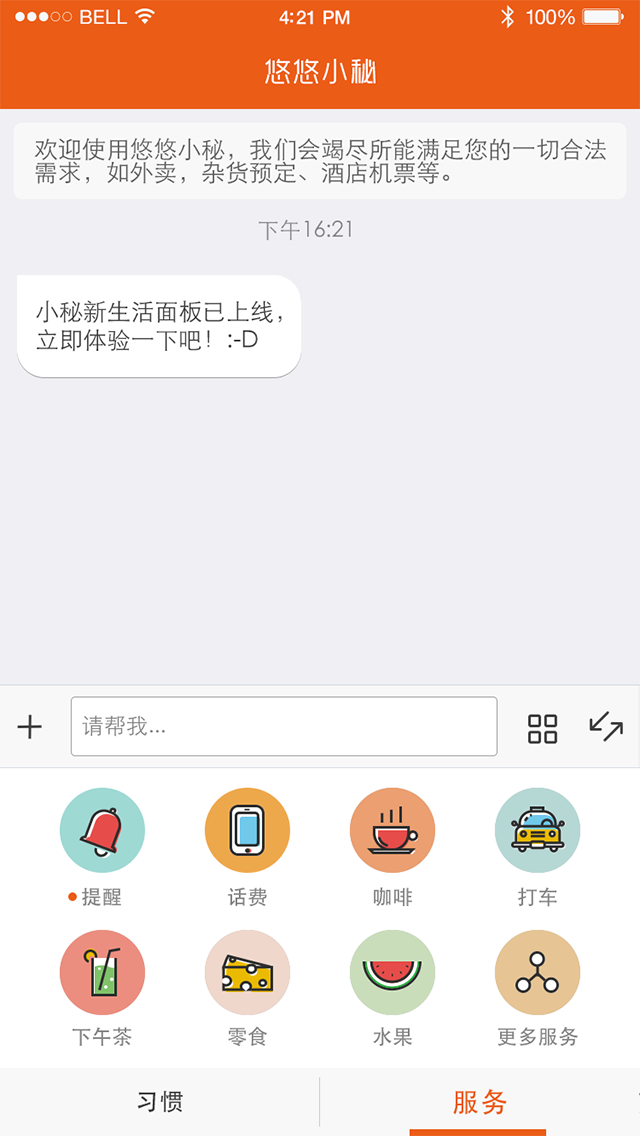 BELL 4:21 PM 100%
悠悠小秘
欢迎使用悠悠小秘，我们会竭尽所能满足您的一切合法
需求，如外卖，杂货预定、酒店机票等。
下午16:21
小秘新生活面板已上线，
立即体验一下吧！:-D
请帮我...
提醒 话费 咖啡 打车
下午茶 零食 水果 更多服务
习惯 服务